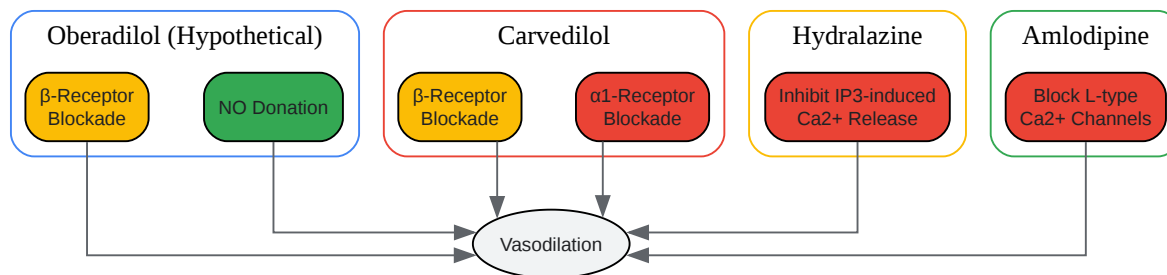 Oberadilol (Hypothetical)
Carvedilol
Hydralazine
Amlodipine
β-Receptor
Blockade
NO Donation
β-Receptor
Blockade
α1-Receptor
Blockade
Inhibit IP3-induced
Ca2+ Release
Block L-type
Ca2+ Channels
Vasodilation